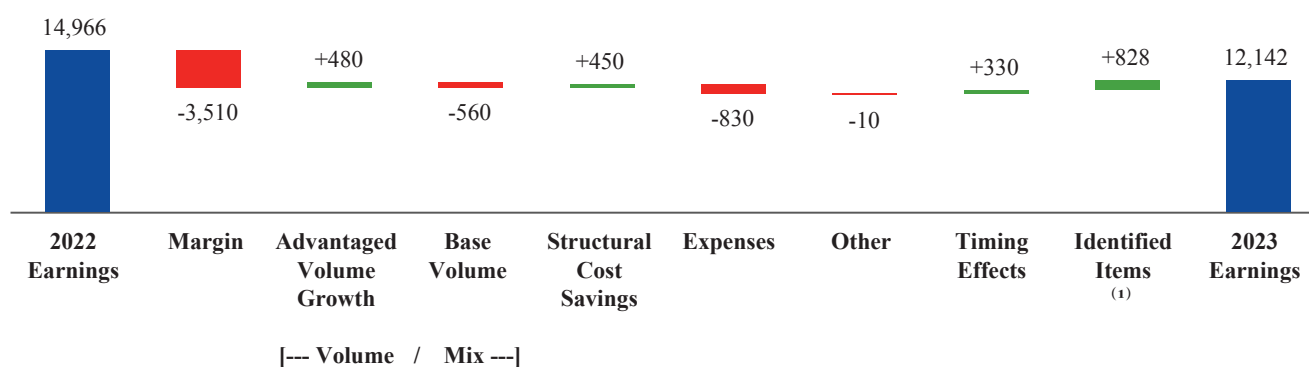 14,966
-3,510
+480
-560
+450
-830
-10
+330
+828
12,142
2022
Earnings
Margin
Advantaged
Volume
Growth
Base
Volume
Structural
Cost
Savings
Expenses
Other
Timing
Effects
Identified
Items
(1)
2023
Earnings
[--- Volume / Mix ---]